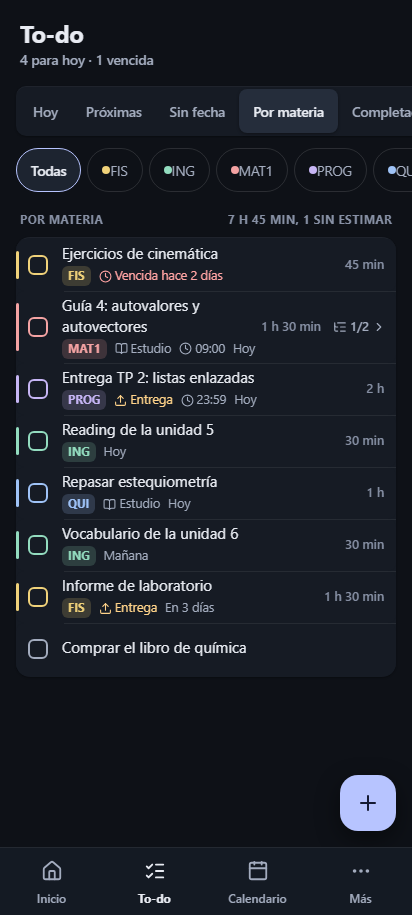 To-do
4 para hoy · 1 vencida
Hoy Próximas Sin fecha Por materia Completa
Todas FIS ING MAT1 PROG QU
POR MATERIA 7 H 45 MIN, 1 SIN ESTIMAR
Ejercicios de cinemática
45 min
FIS Vencida hace 2 días
Guía 4: autovalores y
autovectores
1 h 30 min 1/2
MAT1 Estudio 09:00 Hoy
Entrega TP 2: listas enlazadas
2 h
PROG Entrega 23:59 Hoy
Reading de la unidad 5
30 min
ING Hoy
Repasar estequiometría
1 h
QUI Estudio Hoy
Vocabulario de la unidad 6
30 min
ING Mañana
Informe de laboratorio
1 h 30 min
FIS Entrega En 3 días
Comprar el libro de química
Inicio To-do Calendario Más